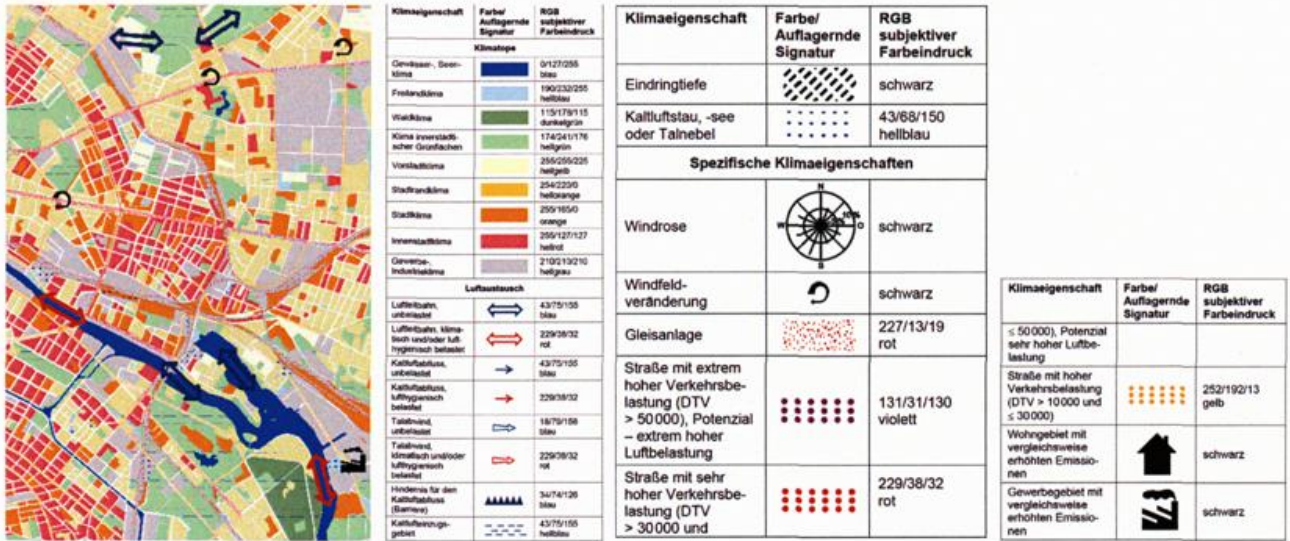 Klimaeigenschaft
Farbe/
Auflagernde
Signatur
RGB
subjektiver
Farbeindruck
Klimatope
Gewässer-, Seen-
klima
0/127/255
blau
Freilandklima
190/232/255
hellblau
Waldklima
115/178/115
dunkelgrün
Klima innerstädti-
scher Grünflächen
174/241/176
hellgrün
Vorstadtklima
255/255/225
hellgelb
Stadtrandklima
254/220/0
hellorange
Stadtklima
255/165/0
orange
Innenstadtklima
255/127/127
hellrot
Gewerbe-,
Industrieklima
210/210/210
hellgrau
Luftaustausch
Luftleitbahn,
unbelastet
43/75/155
blau
Luftleitbahn, klima-
tisch und/oder luft-
hygienisch belastet
229/38/32
rot
Kaltluftabfluss,
unbelastet
43/75/155
blau
Kaltluftabfluss,
lufthygienisch
belastet
229/38/32
Talabwind,
unbelastet
18/79/156
blau
Talabwind,
klimatisch und/oder
lufthygienisch
belastet
229/38/32
rot
Hindernis für den
Kaltluftabfluss
(Barriere)
34/74/126
blau
Kaltlufteinzugs-
gebiet
43/75/155
hellblau
Klimaeigenschaft
Farbe/
Auflagernde
Signatur
RGB
subjektiver
Farbeindruck
Eindringtiefe
schwarz
Kaltluftstau, -see
oder Talnebel
43/68/150
hellblau
Spezifische Klimaeigenschaften
Windrose
N
W
O
S
10%
schwarz
Windfeld-
veränderung
schwarz
Gleisanlage
227/13/19
rot
Straße mit extrem
hoher Verkehrsbe-
lastung (DTV
> 50 000), Potenzial
– extrem hoher
Luftbelastung
131/31/130
violett
Straße mit sehr
hoher Verkehrsbe-
lastung (DTV
> 30 000 und
229/38/32
rot
Klimaeigenschaft
Farbe/
Auflagernde
Signatur
RGB
subjektiver
Farbeindruck
≤ 50 000), Potenzial
sehr hoher Luftbe-
lastung
Straße mit hoher
Verkehrsbelastung
(DTV > 10 000 und
≤ 30 000)
252/192/13
gelb
Wohngebiet mit
vergleichsweise
erhöhten Emissio-
nen
schwarz
Gewerbegebiet mit
vergleichsweise
erhöhten Emissio-
nen
schwarz